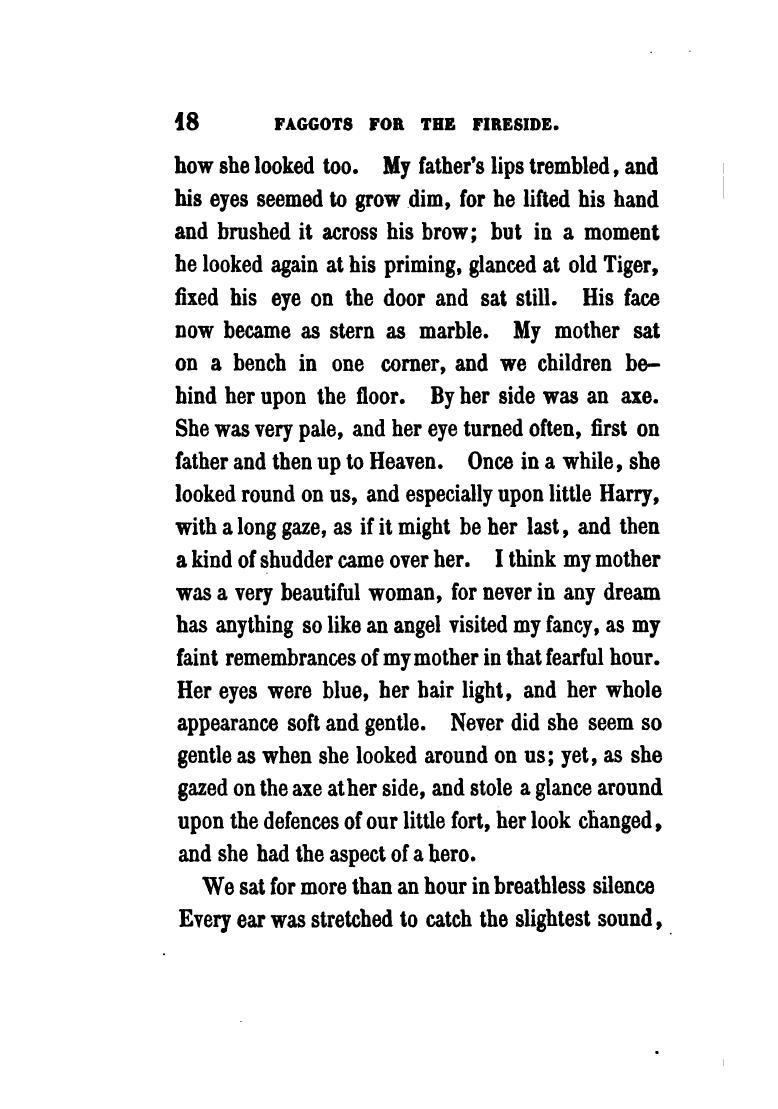 18 FAGGOTS FOR THE FIRESIDE.
how she looked too. My father's lips trembled, and
his eyes seemed to grow dim, for he lifted his hand
and brushed it across his brow; but in a moment
he looked again at his priming, glanced at old Tiger,
fixed his eye on the door and sat still. His face
now became as stern as marble. My mother sat
on a bench in one corner, and we children be-
hind her upon the floor. By her side was an axe.
She was very pale, and her eye turned often, first on
father and then up to Heaven. Once in a while, she
looked round on us, and especially upon little Harry,
with a long gaze, as if it might be her last, and then
a kind of shudder came over her. I think my mother
was a very beautiful woman, for never in any dream
has anything so like an angel visited my fancy, as my
faint remembrances of my mother in that fearful hour.
Her eyes were blue, her hair light, and her whole
appearance soft and gentle. Never did she seem so
gentle as when she looked around on us; yet, as she
gazed on the axe at her side, and stole a glance around
upon the defences of our little fort, her look changed,
and she had the aspect of a hero.
We sat for more than an hour in breathless silence
Every ear was stretched to catch the slightest sound,